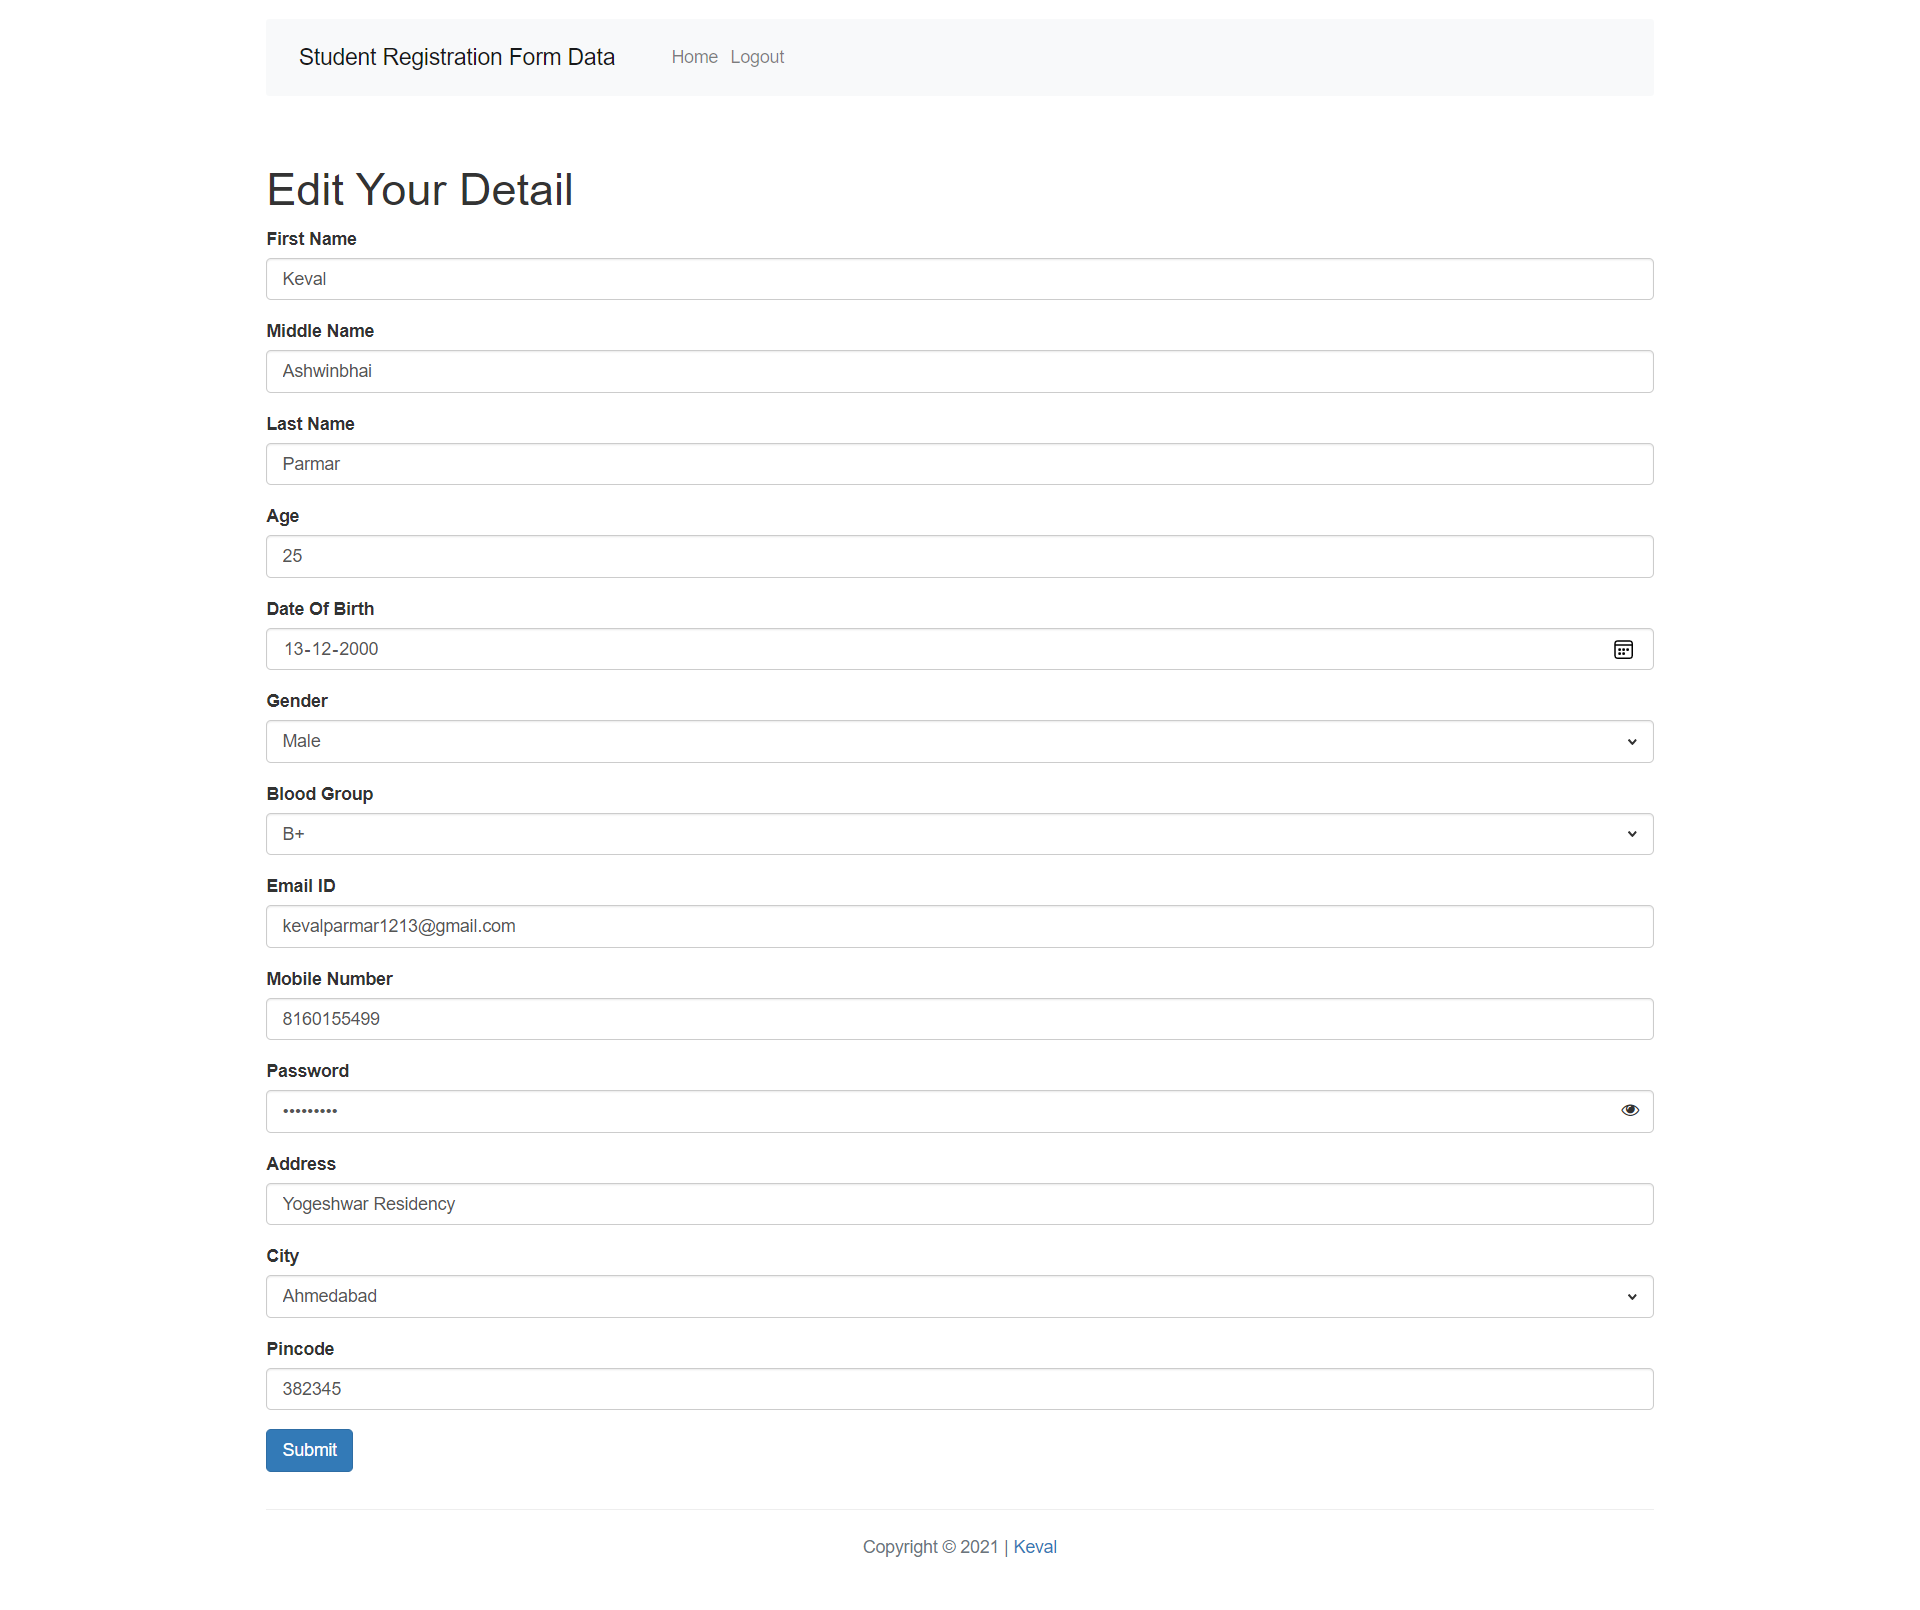 Student Registration Form Data Home Logout
Edit Your Detail
First Name
Keval
Middle Name
Ashwinbhai
Last Name
Parmar
Age
25
Date Of Birth
13-12-2000
Gender
Male
Blood Group
B+
Email ID
kevalparmar1213@gmail.com
Mobile Number
8160155499
Password
•••••••••
Address
Yogeshwar Residency
City
Ahmedabad
Pincode
382345
Submit
Copyright © 2021 | Keval